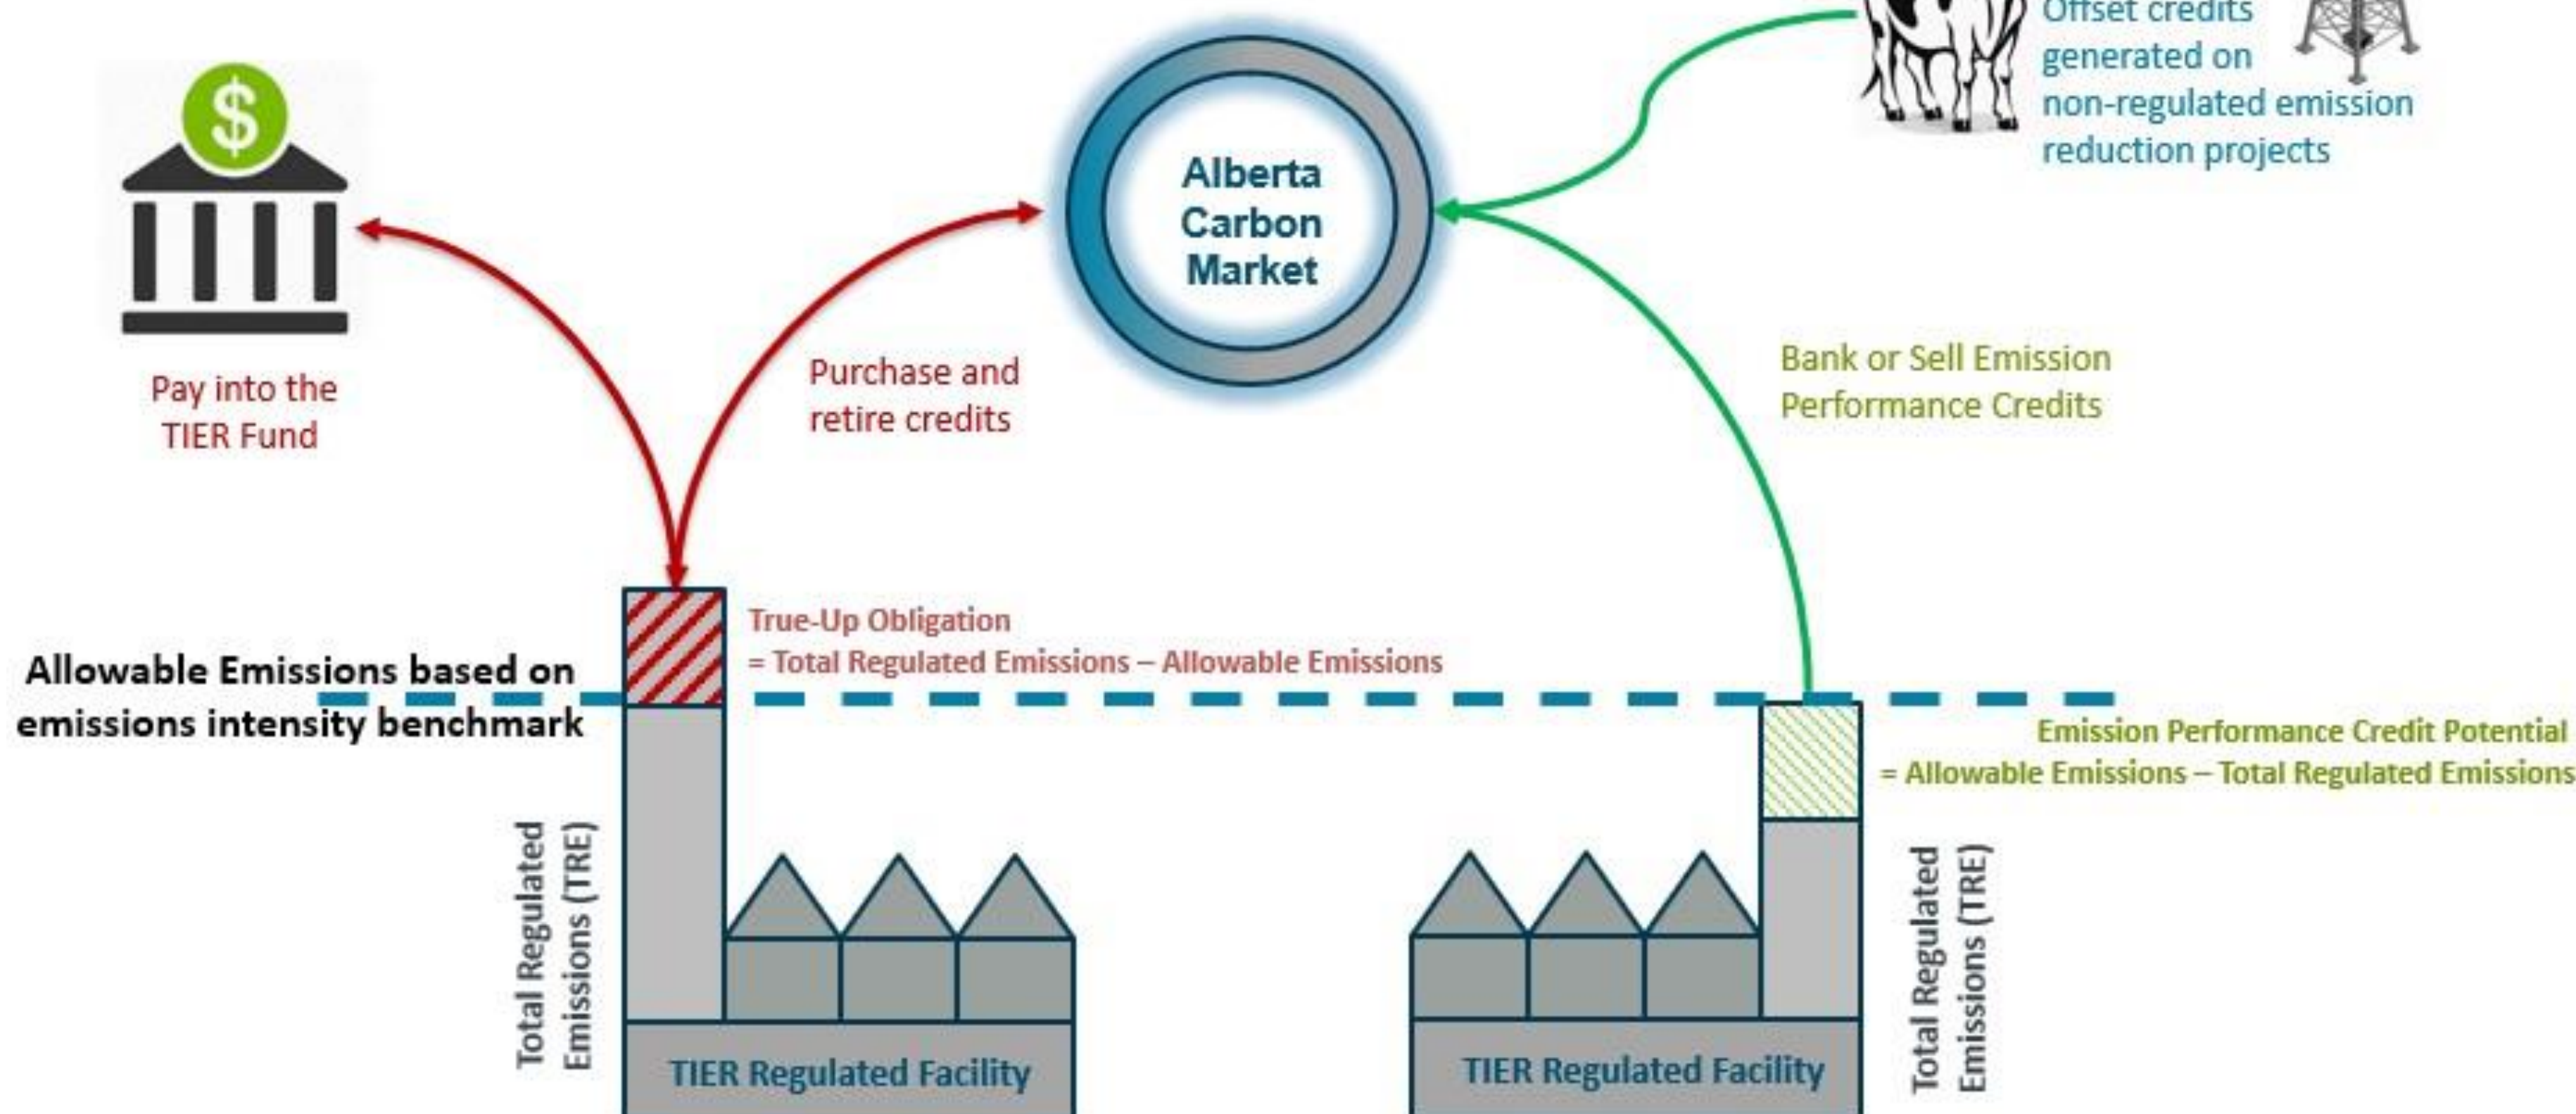 Offset credits
generated on
non-regulated emission
reduction projects
$
Alberta
Carbon
Market
Pay into the
TIER Fund
Purchase and
retire credits
Bank or Sell Emission
Performance Credits
True-Up Obligation
= Total Regulated Emissions – Allowable Emissions
Allowable Emissions based on
emissions intensity benchmark
Emission Performance Credit Potential
= Allowable Emissions – Total Regulated Emissions
Total Regulated
Emissions (TRE)
TIER Regulated Facility
TIER Regulated Facility
Total Regulated
Emissions (TRE)